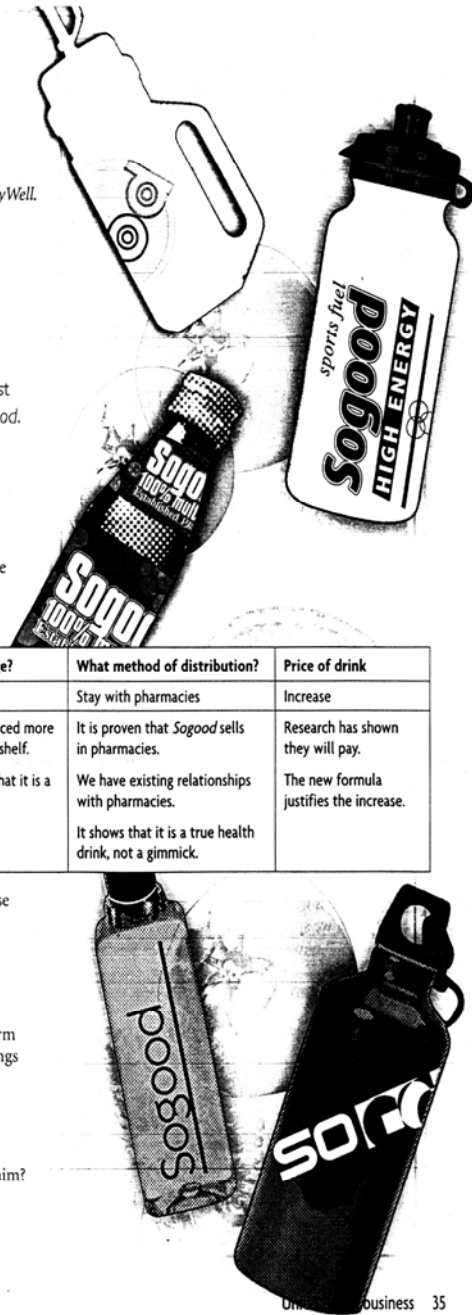 yWell.
sports fuel
Sogood
HIGH ENERGY
st
od.
Sogo
100% mul
Established
e
Sogo
100%
e?
What method of distribution?
Price of drink
Stay with pharmacies
Increase
ced more
shelf.
hat it is a
It is proven that Sogood sells
in pharmacies.
We have existing relationships
with pharmacies.
It shows that it is a true health
drink, not a gimmick.
Research has shown
they will pay.
The new formula
justifies the increase.
se
rm
ngs
Sogood
aim?
business 35